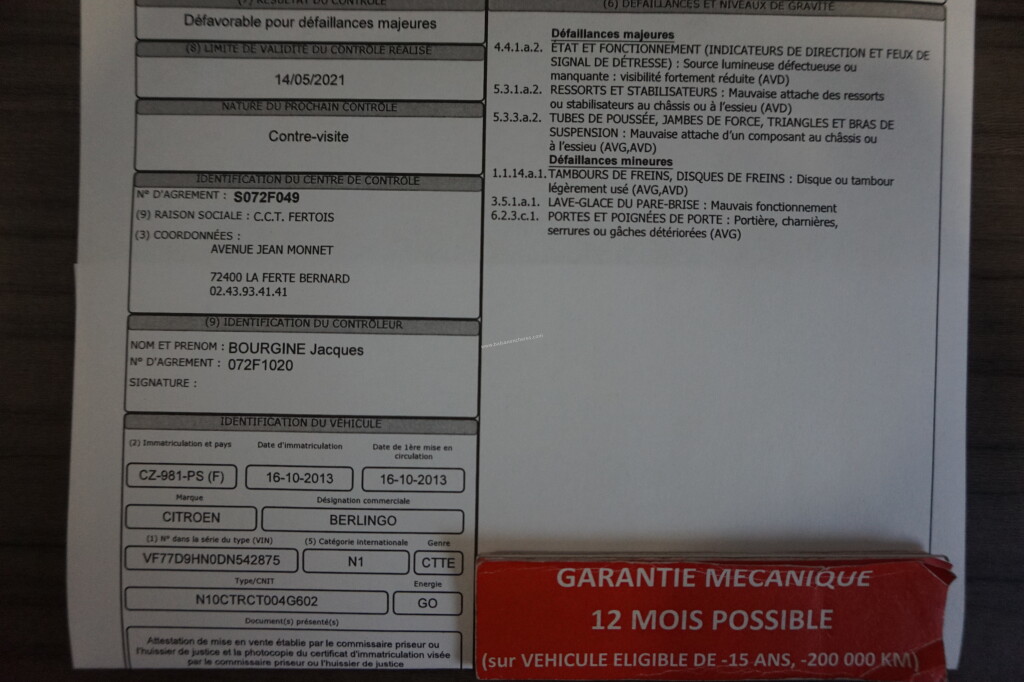 (7) RÉSULTAT DU CONTRÔLE
Défavorable pour défaillances majeures
(8) LIMITE DE VALIDITÉ DU CONTRÔLE RÉALISÉ
14/05/2021
NATURE DU PROCHAIN CONTRÔLE
Contre-visite
IDENTIFICATION DU CENTRE DE CONTRÔLE
N° D'AGREMENT : S072F049
(9) RAISON SOCIALE : C.C.T. FERTOIS
(3) COORDONNÉES :
AVENUE JEAN MONNET
72400 LA FERTE BERNARD
02.43.93.41.41
(9) IDENTIFICATION DU CONTRÔLEUR
NOM ET PRENOM : BOURGINE Jacques
N° D'AGREMENT : 072F1020
SIGNATURE :
IDENTIFICATION DU VÉHICULE
(2) Immatriculation et pays Date d'immatriculation Date de 1ère mise en
circulation
CZ-981-PS (F) 16-10-2013 16-10-2013
Marque Désignation commerciale
CITROEN BERLINGO
(1) N° dans la série du type (VIN) (5) Catégorie internationale Genre
VF77D9HN0DN542875 N1 CTTE
Type/CNIT Energie
N10CTRCT004G602 GO
Document(s) présenté(s)
Attestation de mise en vente établie par le commissaire priseur ou
l'huissier de justice et la photocopie du certificat d'immatriculation visée
par le commissaire priseur ou l'huissier de justice
(6) DÉFAILLANCES ET NIVEAUX DE GRAVITÉ
Défaillances majeures
4.4.1.a.2. ÉTAT ET FONCTIONNEMENT (INDICATEURS DE DIRECTION ET FEUX DE
SIGNAL DE DÉTRESSE) : Source lumineuse défectueuse ou
manquante : visibilité fortement réduite (AVD)
5.3.1.a.2. RESSORTS ET STABILISATEURS : Mauvaise attache des ressorts
ou stabilisateurs au châssis ou à l'essieu (AVD)
5.3.3.a.2. TUBES DE POUSSÉE, JAMBES DE FORCE, TRIANGLES ET BRAS DE
SUSPENSION : Mauvaise attache d'un composant au châssis ou
à l'essieu (AVG,AVD)
Défaillances mineures
1.1.14.a.1. TAMBOURS DE FREINS, DISQUES DE FREINS : Disque ou tambour
légèrement usé (AVG,AVD)
3.5.1.a.1. LAVE-GLACE DU PARE-BRISE : Mauvais fonctionnement
6.2.3.c.1. PORTES ET POIGNÉES DE PORTE : Portière, charnières,
serrures ou gâches détériorées (AVG)
GARANTIE MECANIQUE
12 MOIS POSSIBLE
(sur VEHICULE ELIGIBLE DE -15 ANS, -200 000 KM)